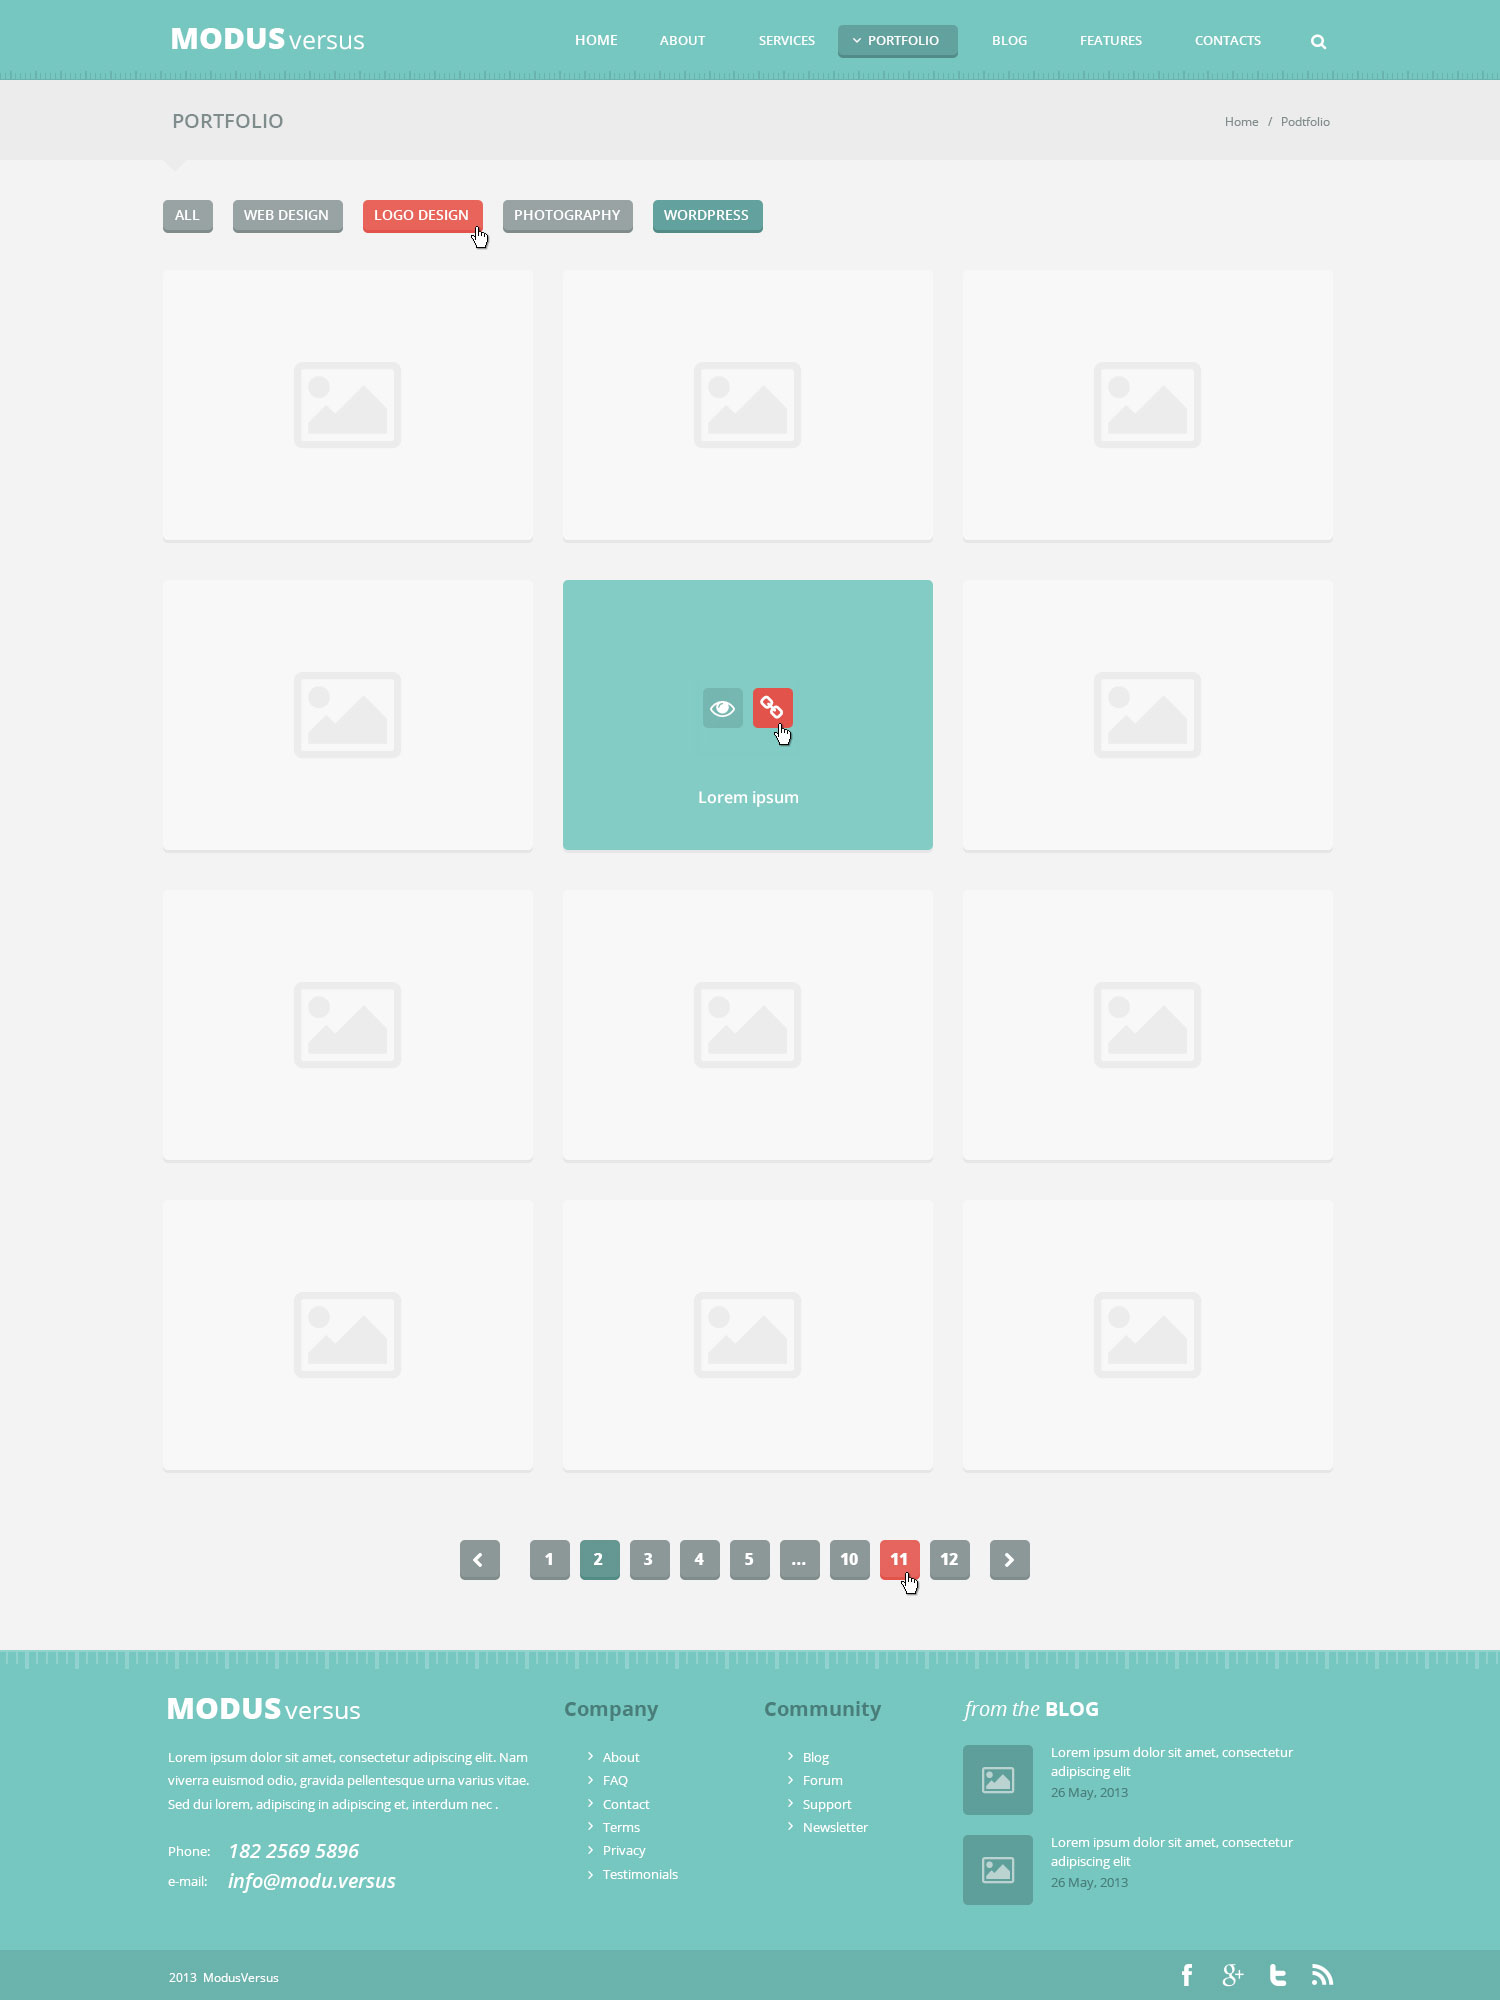 MODUS versus
HOME ABOUT SERVICES PORTFOLIO BLOG FEATURES CONTACTS
PORTFOLIO
Home / Podtfolio
ALL WEB DESIGN LOGO DESIGN PHOTOGRAPHY WORDPRESS
Lorem ipsum
1 2 3 4 5 ... 10 11 12
MODUS versus
Lorem ipsum dolor sit amet, consectetur adipiscing elit. Nam
viverra euismod odio, gravida pellentesque urna varius vitae.
Sed dui lorem, adipiscing in adipiscing et, interdum nec .
Phone: 182 2569 5896
e-mail: info@modu.versus
Company
About
FAQ
Contact
Terms
Privacy
Testimonials
Community
Blog
Forum
Support
Newsletter
from the BLOG
Lorem ipsum dolor sit amet, consectetur
adipiscing elit
26 May, 2013
Lorem ipsum dolor sit amet, consectetur
adipiscing elit
26 May, 2013
2013 ModusVersus